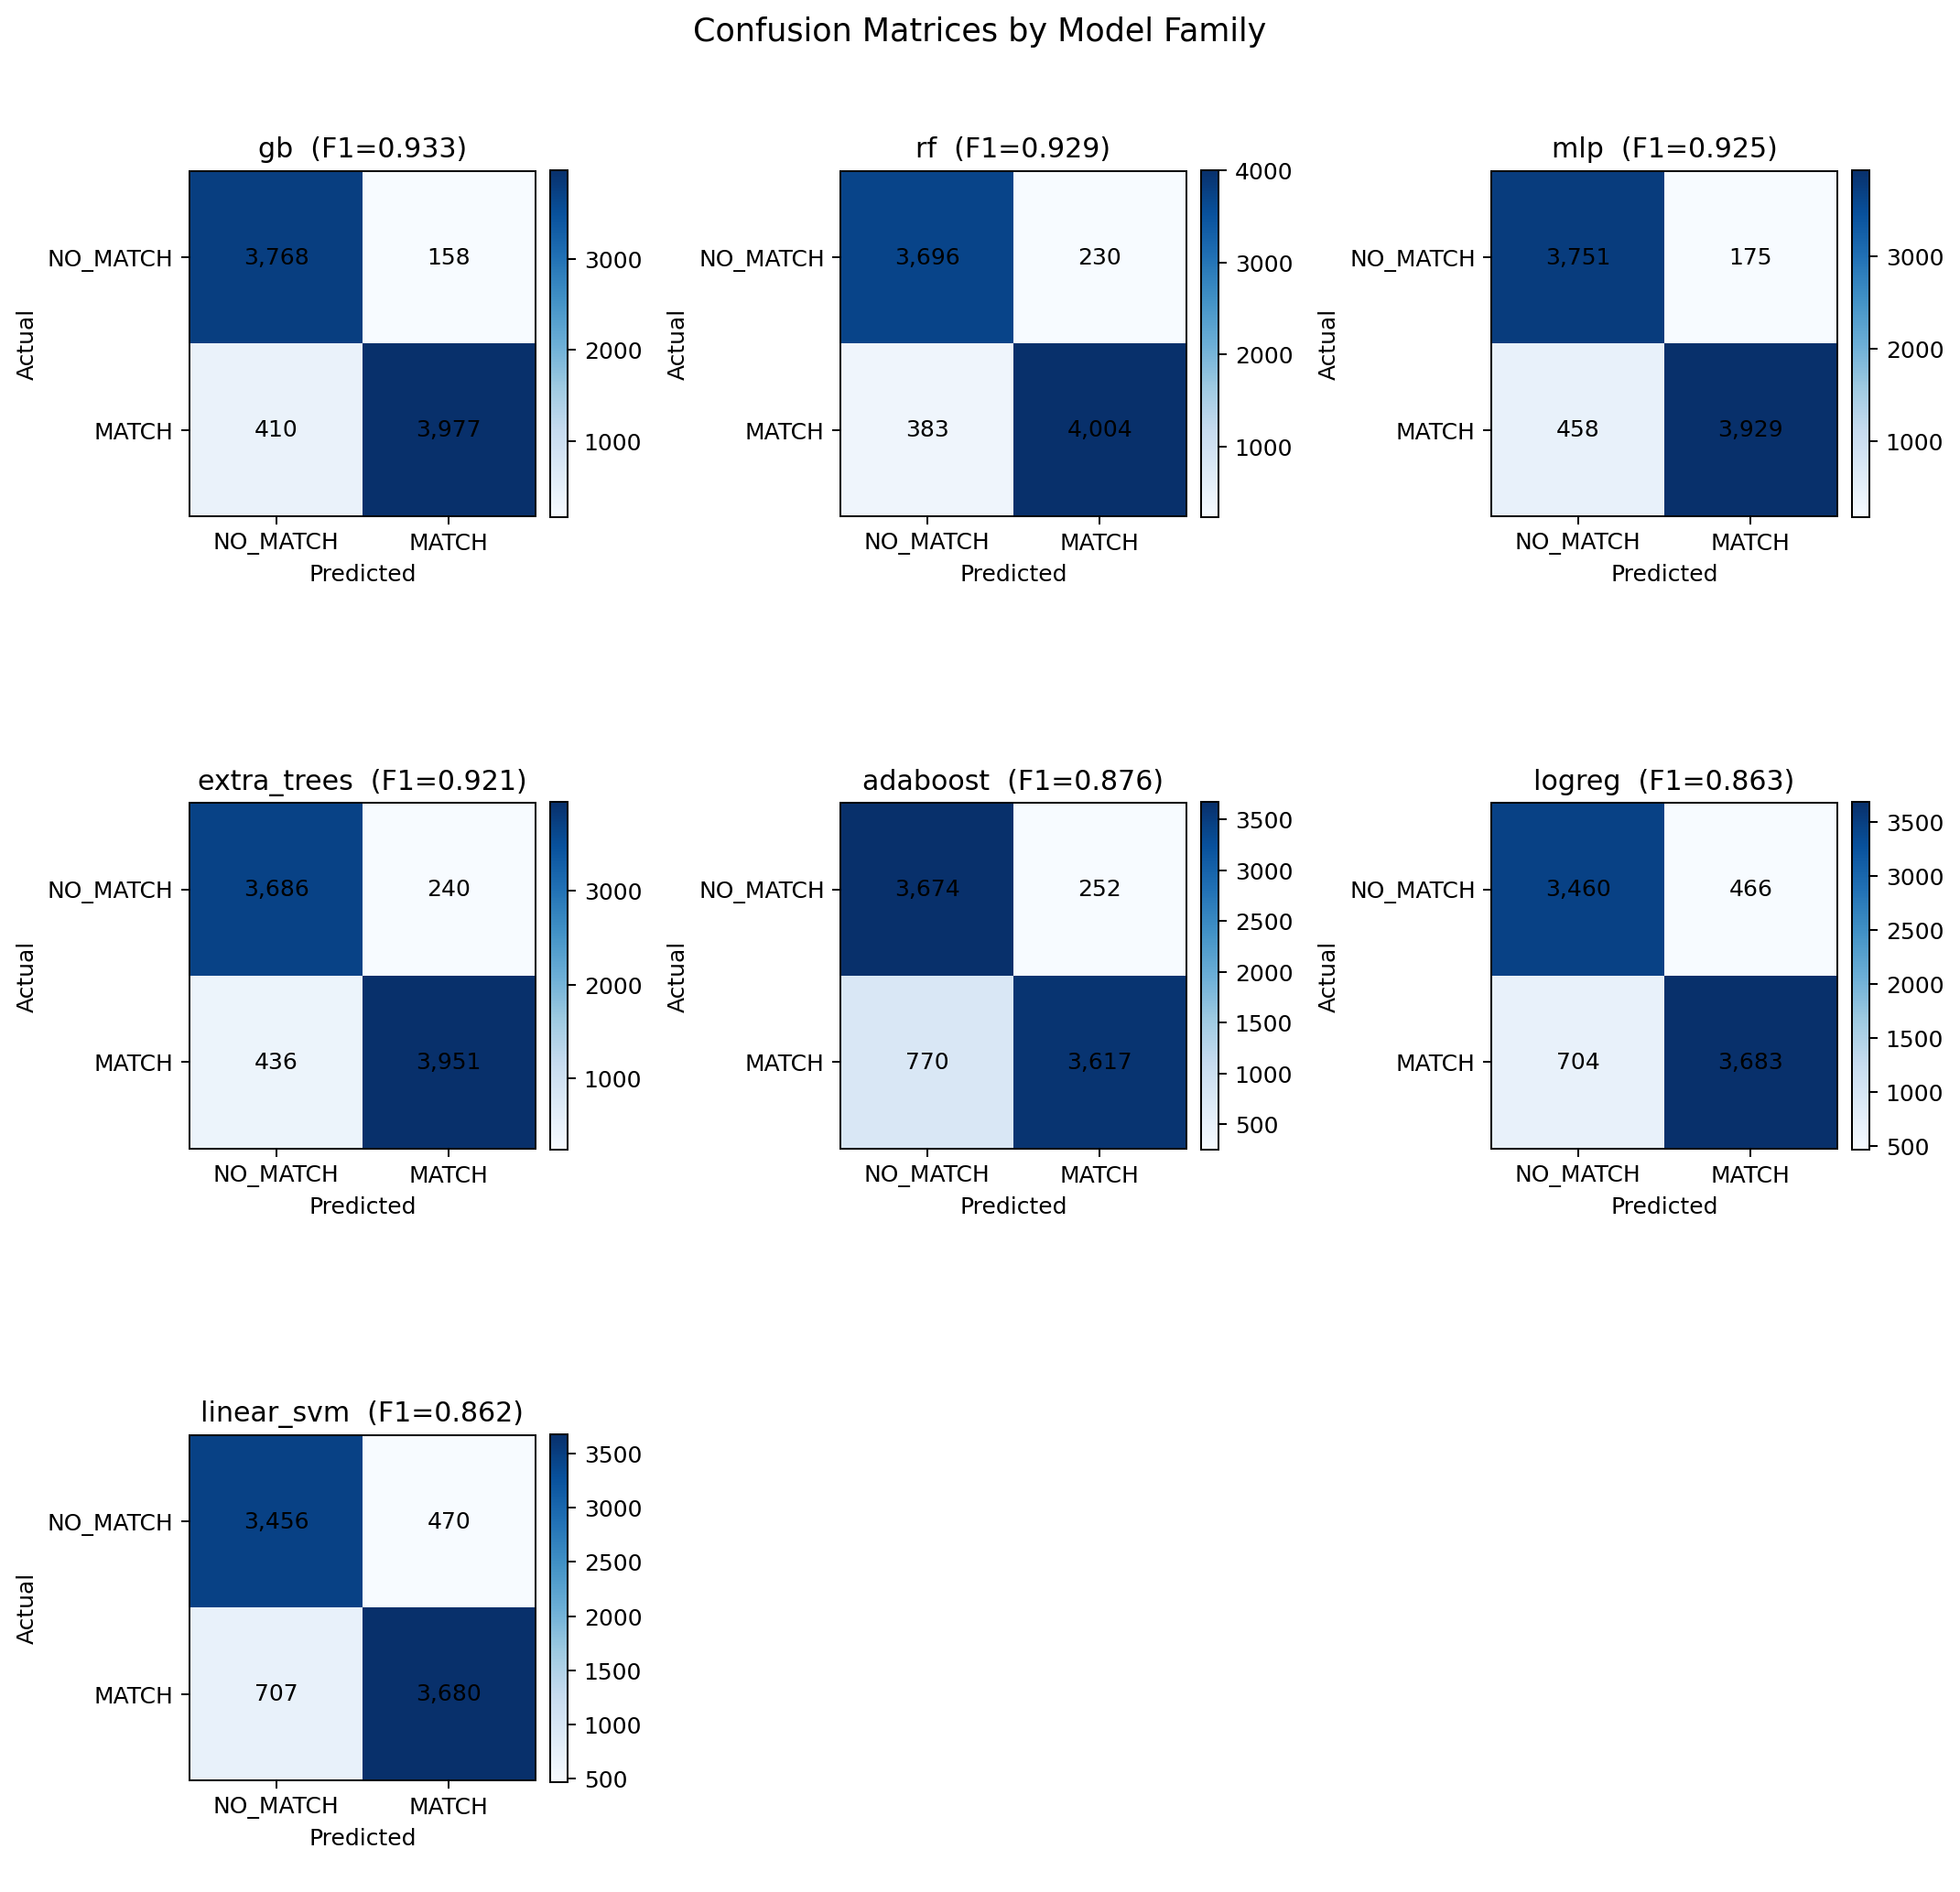 Confusion Matrices by Model Family
gb (F1=0.933)
NO_MATCH
3,768
158
MATCH
410
3,977
Actual
3000
2000
1000
NO_MATCH
MATCH
Predicted
rf (F1=0.929)
NO_MATCH
3,696
230
MATCH
383
4,004
Actual
4000
3000
2000
1000
NO_MATCH
MATCH
Predicted
mlp (F1=0.925)
NO_MATCH
3,751
175
MATCH
458
3,929
Actual
3000
2000
1000
NO_MATCH
MATCH
Predicted
extra_trees (F1=0.921)
NO_MATCH
3,686
240
MATCH
436
3,951
Actual
3000
2000
1000
NO_MATCH
MATCH
Predicted
adaboost (F1=0.876)
NO_MATCH
3,674
252
MATCH
770
3,617
Actual
3500
3000
2500
2000
1500
1000
500
NO_MATCH
MATCH
Predicted
logreg (F1=0.863)
NO_MATCH
3,460
466
MATCH
704
3,683
Actual
3500
3000
2500
2000
1500
1000
500
NO_MATCH
MATCH
Predicted
linear_svm (F1=0.862)
NO_MATCH
3,456
470
MATCH
707
3,680
Actual
3500
3000
2500
2000
1500
1000
500
NO_MATCH
MATCH
Predicted